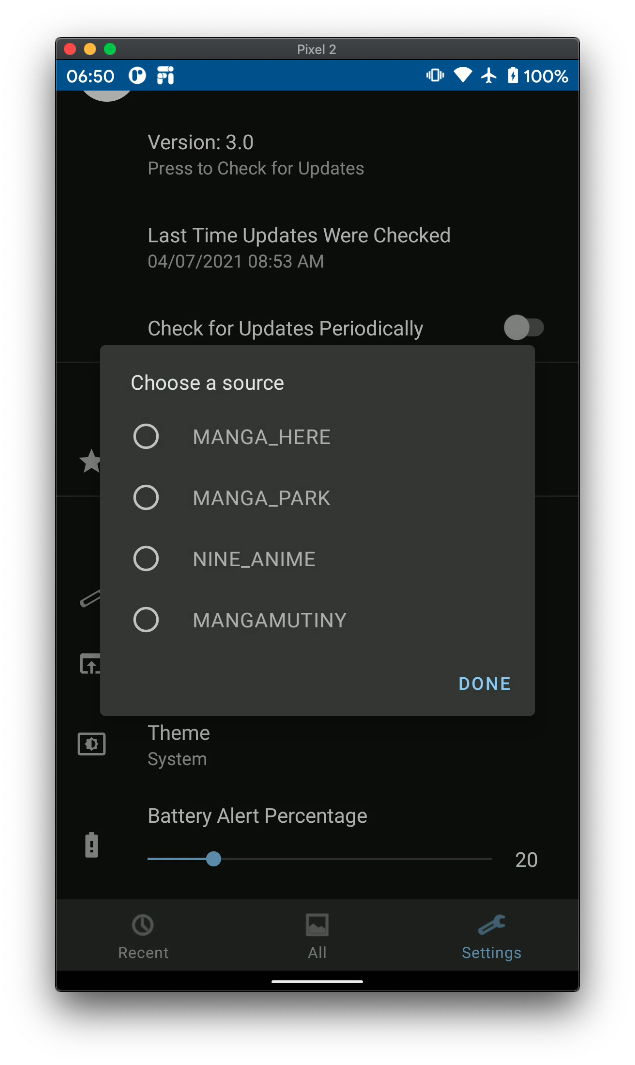 Pixel 2
06:50
100%
Version: 3.0
Press to Check for Updates
Last Time Updates Were Checked
04/07/2021 08:53 AM
Check for Updates Periodically
Choose a source
MANGA_HERE
MANGA_PARK
NINE_ANIME
MANGAMUTINY
DONE
Theme
System
Battery Alert Percentage
20
Recent
All
Settings